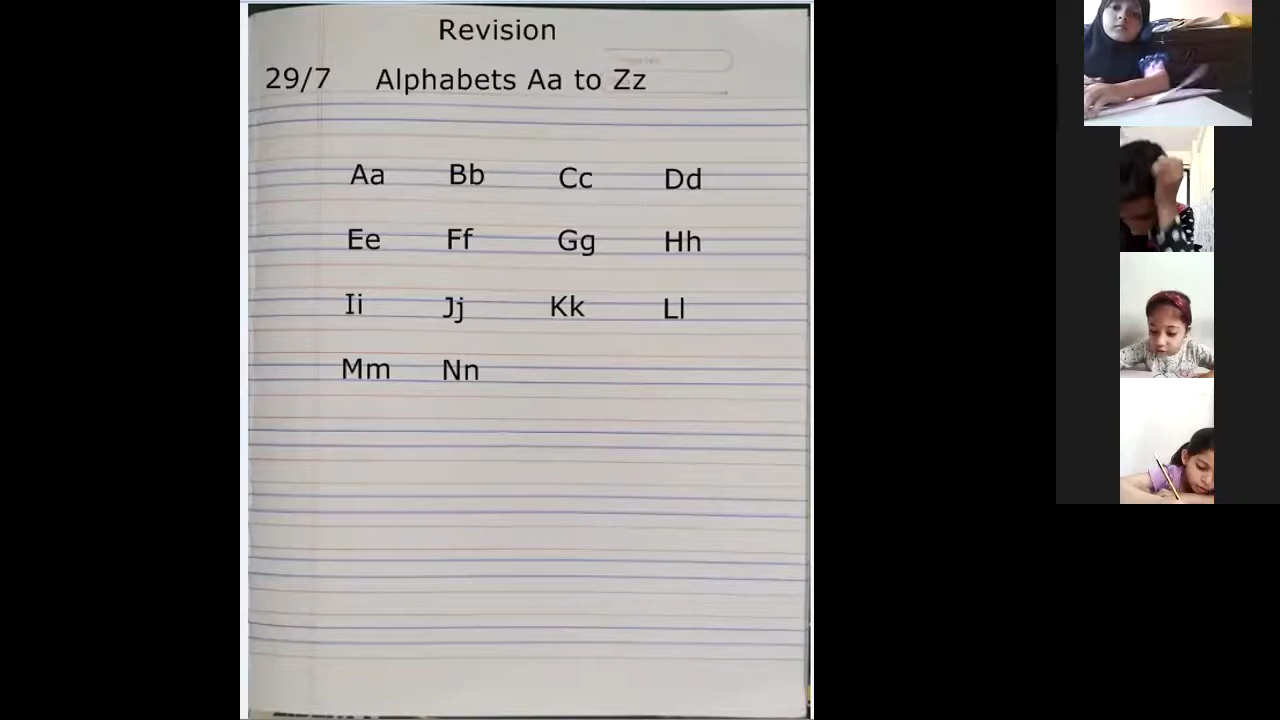 Revision
29/7 Alphabets Aa to Zz
Aa Bb Cc Dd
Ee Ff Gg Hh
Ii Jj Kk Ll
Mm Nn